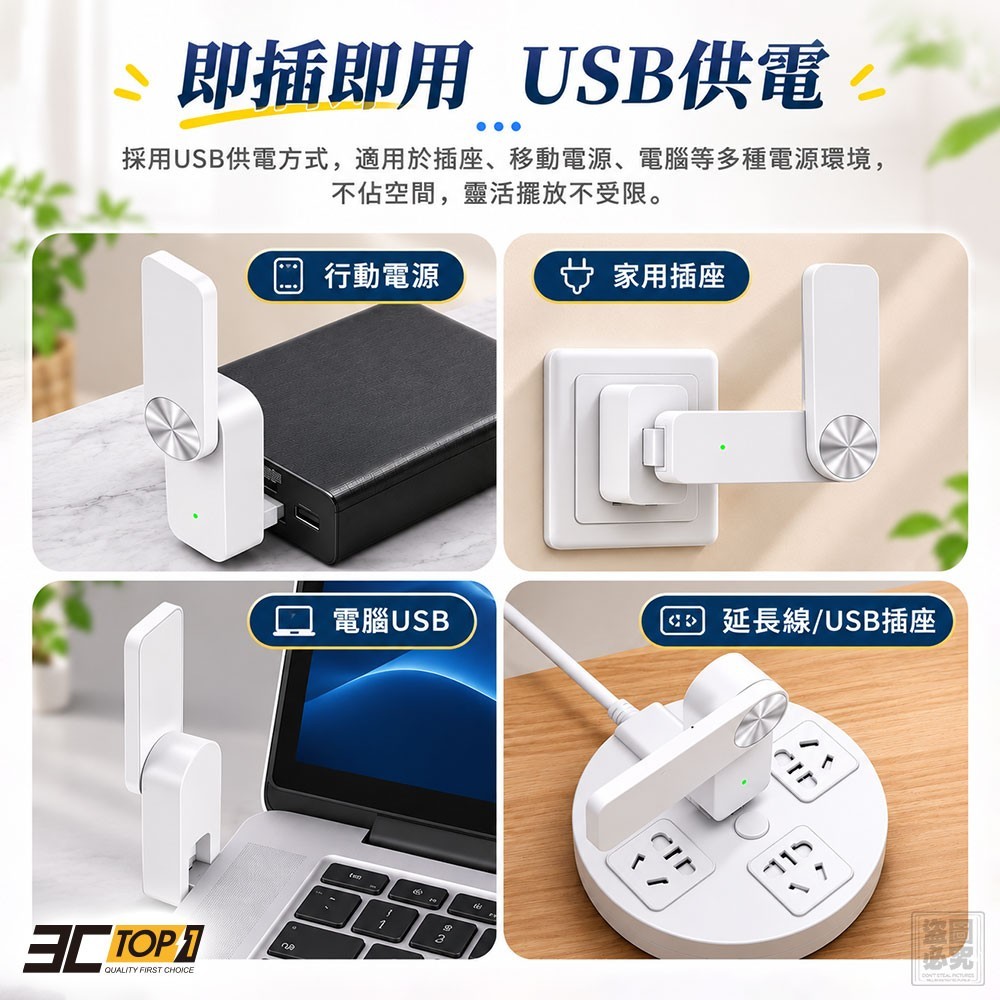 即插即用 USB供電
採用USB供電方式，適用於插座、移動電源、電腦等多種電源環境，
不佔空間，靈活擺放不受限。
行動電源
家用插座
電腦USB
延長線/USB插座
3C TOP1
QUALITY FIRST CHOICE
盜圖
必究